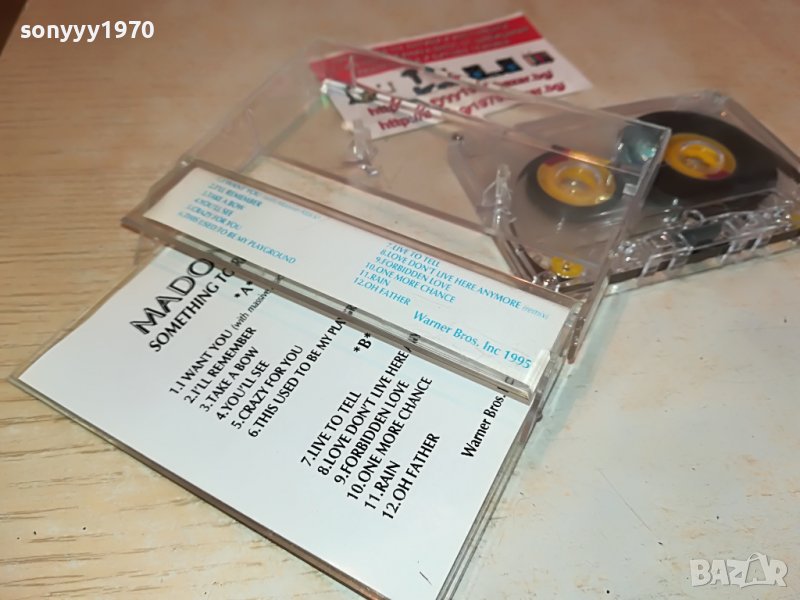 sonyyy1970
I WANT YOU
2.I'LL REMEMBER
3.TAKE A BOW
4.YOU'LL SEE
5.CRAZY FOR YOU
6.THIS USED TO BE MY PLAYGROUND
7.LIVE TO TELL
8.LOVE DON'T LIVE HERE ANYMORE (remix)
9.FORBIDDEN LOVE
10.ONE MORE CHANCE
11.RAIN
12.OH FATHER
Warner Bros. Inc 1995
MADO
SOMETHING TO
"A"
1.I WANT YOU (with massive
2.I'LL REMEMBER
3.TAKE A BOW
4.YOU'LL SEE
5.CRAZY FOR YOU
6.THIS USED TO BE MY PLA
"B"
7.LIVE TO TELL
8.LOVE DON'T LIVE HERE
9.FORBIDDEN LOVE
10.ONE MORE CHANCE
11.RAIN
12.OH FATHER
Warner Bros.
BAZAR